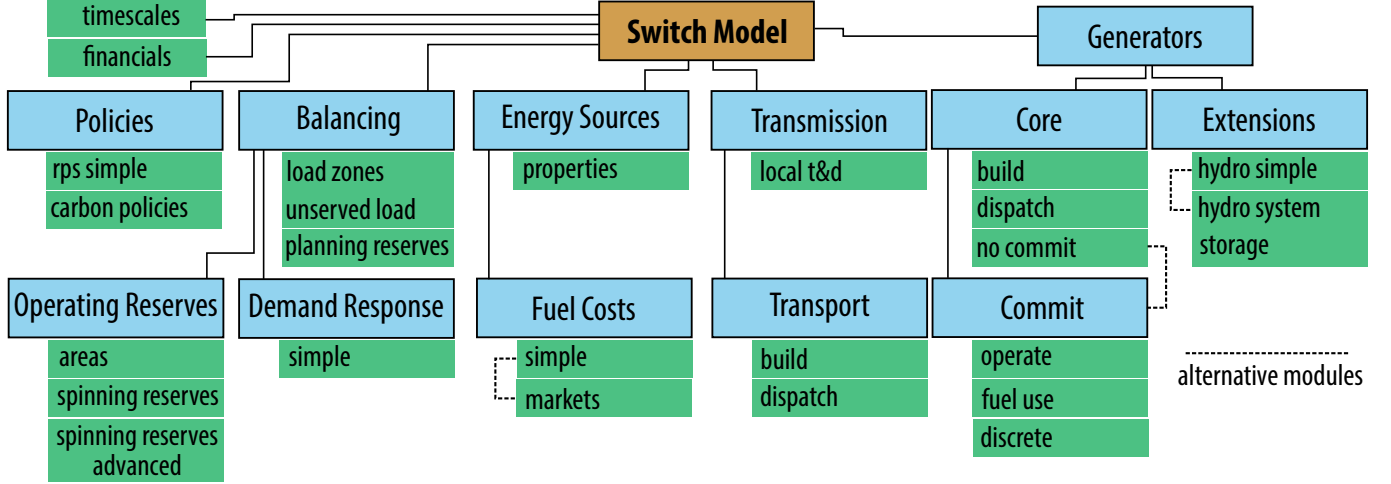 timescales
financials
Switch Model
Generators
Policies
rps simple
carbon policies
Balancing
load zones
unserved load
planning reserves
Energy Sources
properties
Transmission
local t&d
Core
build
dispatch
no commit
Extensions
hydro simple
hydro system
storage
Operating Reserves
areas
spinning reserves
spinning reserves
advanced
Demand Response
simple
Fuel Costs
simple
markets
Transport
build
dispatch
Commit
operate
fuel use
discrete
alternative modules